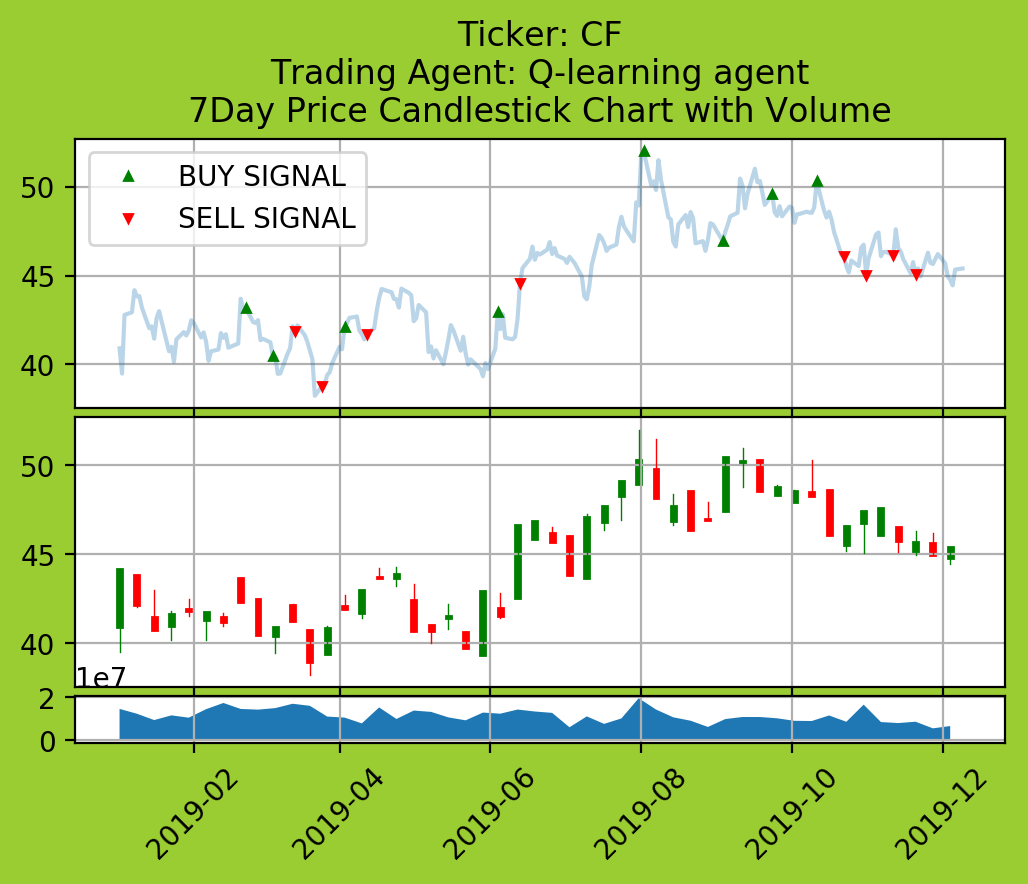 Ticker: CF
Trading Agent: Q-learning agent
7Day Price Candlestick Chart with Volume
BUY SIGNAL
SELL SIGNAL
50
45
40
50
45
40
1e7
2
0
2019-02
2019-04
2019-06
2019-08
2019-10
2019-12